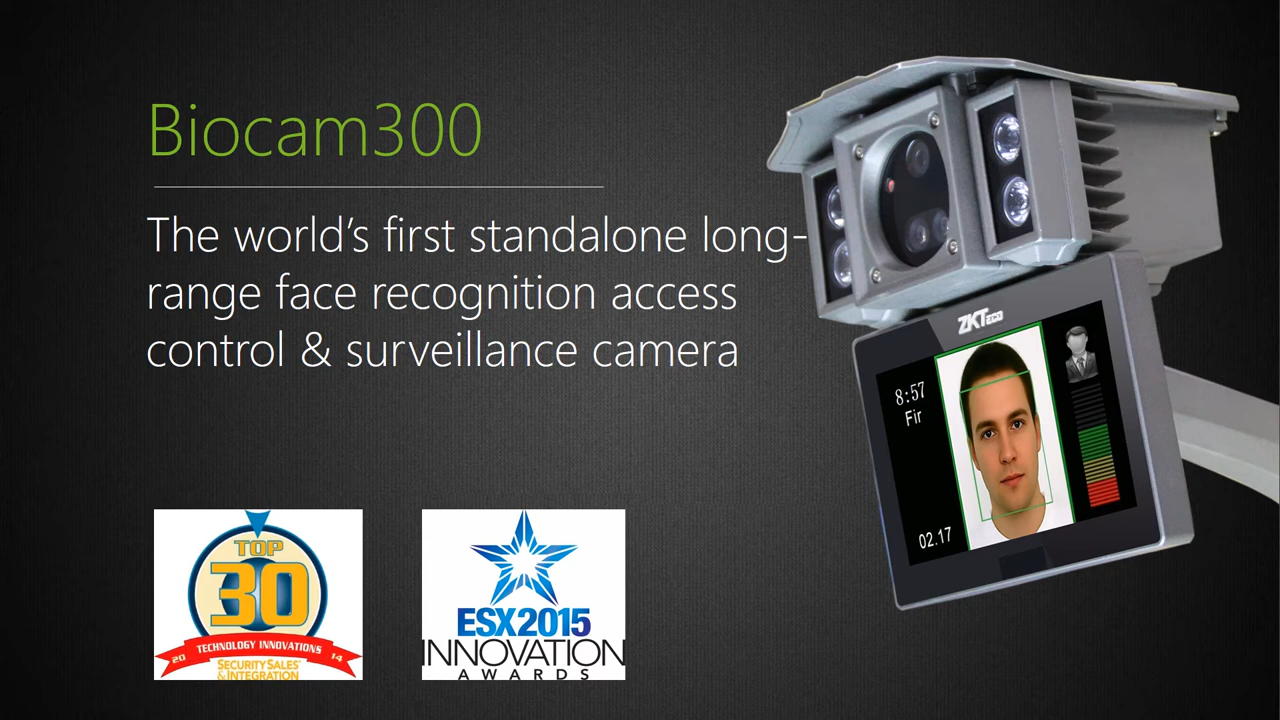 Biocam300
The world's first standalone long-
range face recognition access
control & surveillance camera
ZKTeco
8:57
Fir
02.17
TOP
30
TECHNOLOGY INNOVATIONS
20 14
SECURITY SALES
& INTEGRATION
ESX2015
INNOVATION
AWARDS